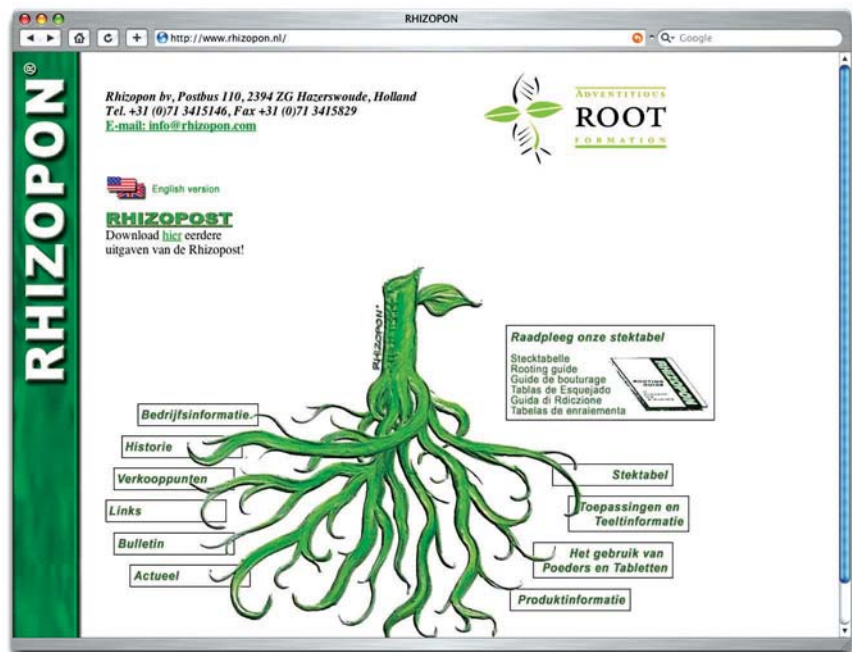 RHIZOPON
http://www.rhizopon.nl/
Google
RHIZOPON®
Rhizopon bv, Postbus 110, 2394 ZG Hazerswoude, Holland
Tel. +31 (0)71 3415146, Fax +31 (0)71 3415829
E-mail: info@rhizopon.com
ADVENTITIOUS
ROOT
FORMATION
English version
RHIZOPOST
Download hier eerdere
uitgaven van de Rhizopost!
RHIZOPON
Raadpleeg onze stektabel
Stecktabelle
Rooting guide
Guide de bouturage
Tablas de Esquejado
Guida di Rdiczione
Tabelas de enraiementa
ROOTING
GUIDE
RHIZOPON
Bedrijfsinformatie
Historie
Verkooppunten
Links
Bulletin
Actueel
Stektabel
Toepassingen en
Teeltinformatie
Het gebruik van
Poeders en Tabletten
Produktinformatie